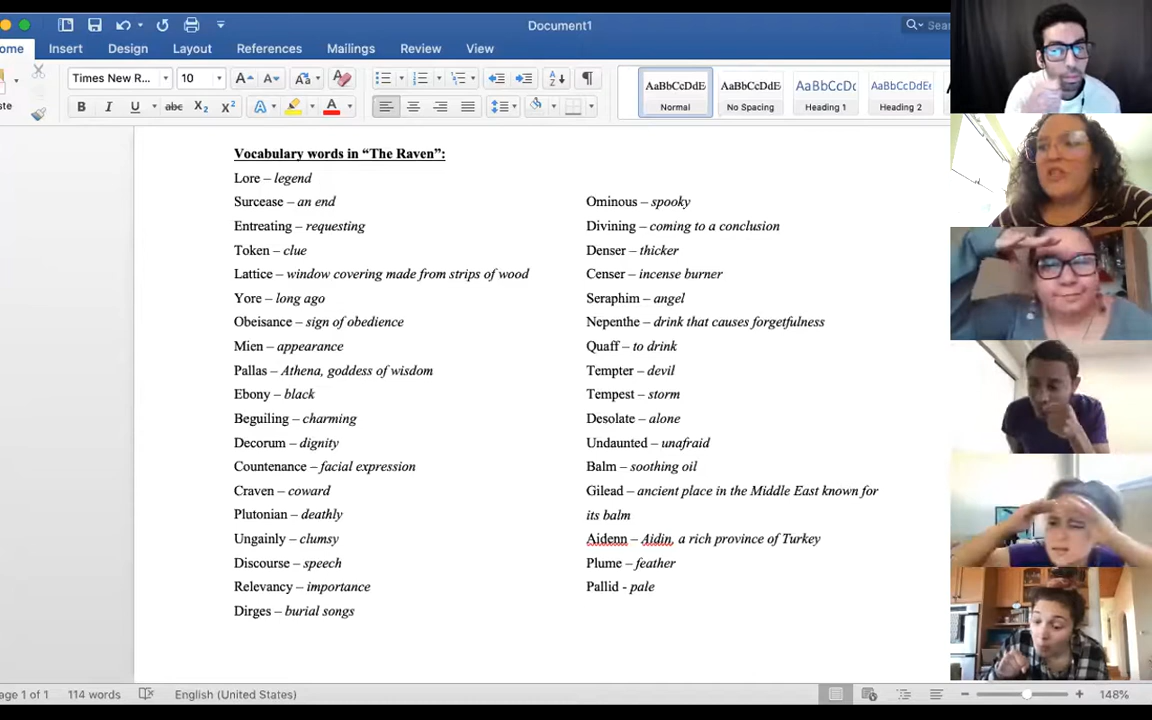 Document1
Sear
ome
Insert
Design
Layout
References
Mailings
Review
View
Times New R...
10
AaBbCcDdEe
AaBbCcDdEe
AaBbCcDc
AaBbCcDdEe
ste
Normal
No Spacing
Heading 1
Heading 2
Vocabulary words in “The Raven”:
Lore – legend
Surcease – an end
Entreating – requesting
Token – clue
Lattice – window covering made from strips of wood
Yore – long ago
Obeisance – sign of obedience
Mien – appearance
Pallas – Athena, goddess of wisdom
Ebony – black
Beguiling – charming
Decorum – dignity
Countenance – facial expression
Craven – coward
Plutonian – deathly
Ungainly – clumsy
Discourse – speech
Relevancy – importance
Dirges – burial songs
Ominous – spooky
Divining – coming to a conclusion
Denser – thicker
Censer – incense burner
Seraphim – angel
Nepenthe – drink that causes forgetfulness
Quaff – to drink
Tempter – devil
Tempest – storm
Desolate – alone
Undaunted – unafraid
Balm – soothing oil
Gilead – ancient place in the Middle East known for
its balm
Aidenn – Aidin, a rich province of Turkey
Plume – feather
Pallid - pale
age 1 of 1
114 words
English (United States)
148%